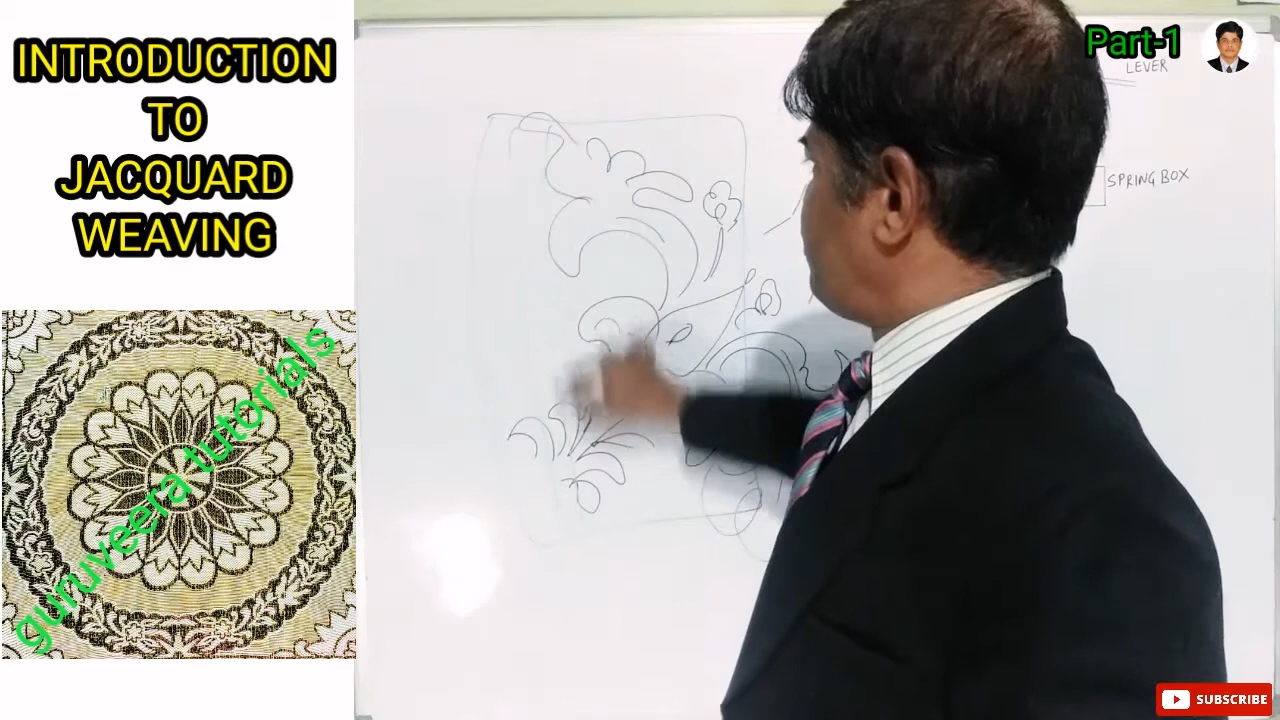 INTRODUCTION
TO
JACQUARD
WEAVING
guruveera tutorials
Part-1
LEVER
SPRING BOX
SUBSCRIBE